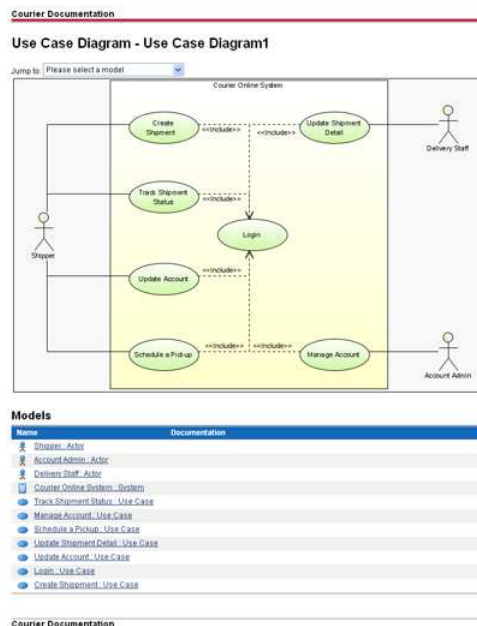 Courier Documentation
Use Case Diagram - Use Case Diagram1
Jump to: Please select a model
Courier Online System
Create
Shipment
<<Include>>
<<Include>>
Update Shipment
Detail
Delivery Staff
Track Shipment
Status
<<Include>>
Login
Shipper
Update Account
<<Include>>
Schedule a Pickup
<<Include>>
<<Include>>
Manage Account
Account Admin
Models
Name Documentation
Shipper : Actor
Account Admin : Actor
Delivery Staff : Actor
Courier Online System : System
Track Shipment Status : Use Case
Manage Account : Use Case
Schedule a Pickup : Use Case
Update Shipment Detail : Use Case
Update Account : Use Case
Login : Use Case
Create Shippment : Use Case
Courier Documentation